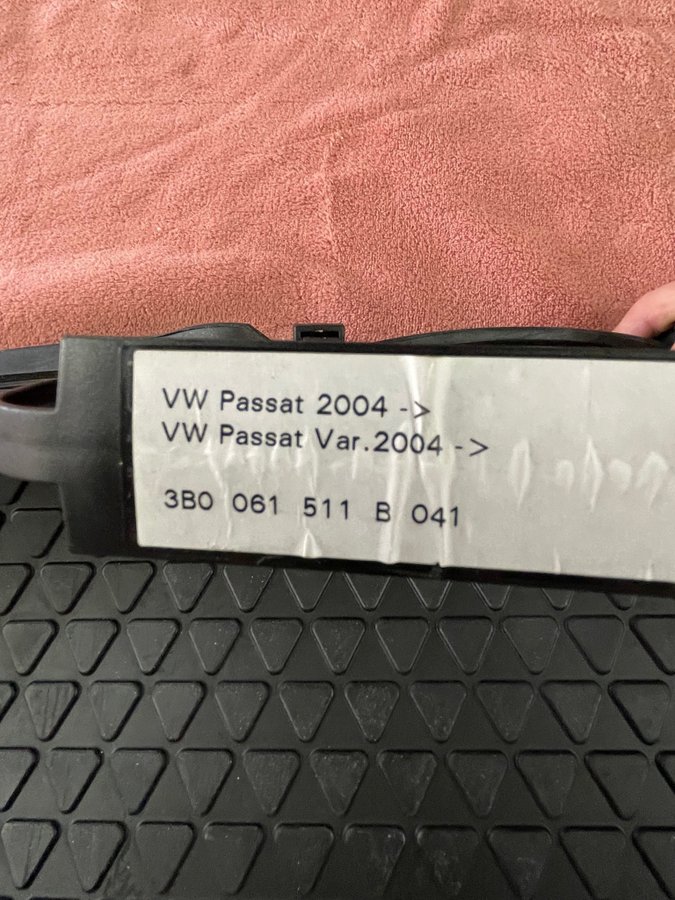 VW Passat 2004 ->
VW Passat Var.2004 ->
3B0 061 511 B 041